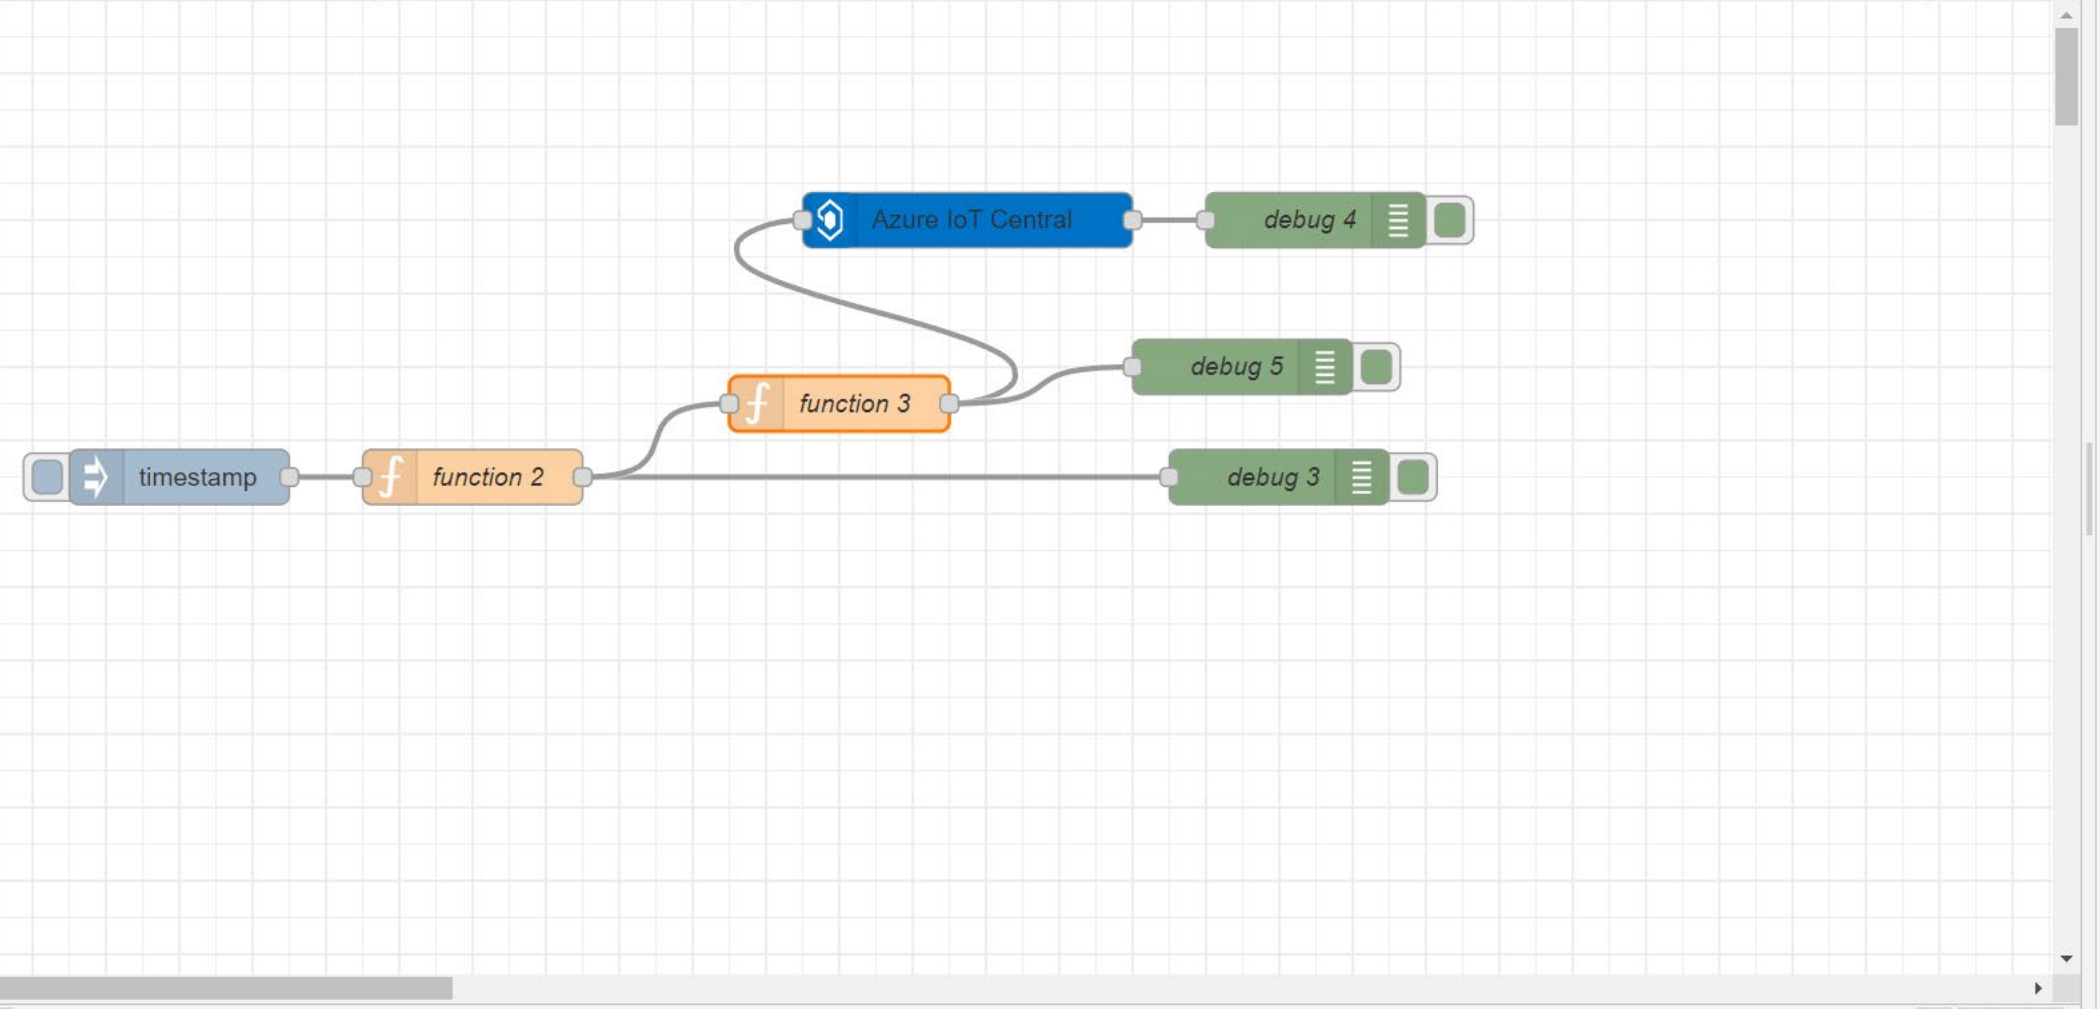 Azure IoT Central
debug 4
debug 5
function 3
timestamp
function 2
debug 3